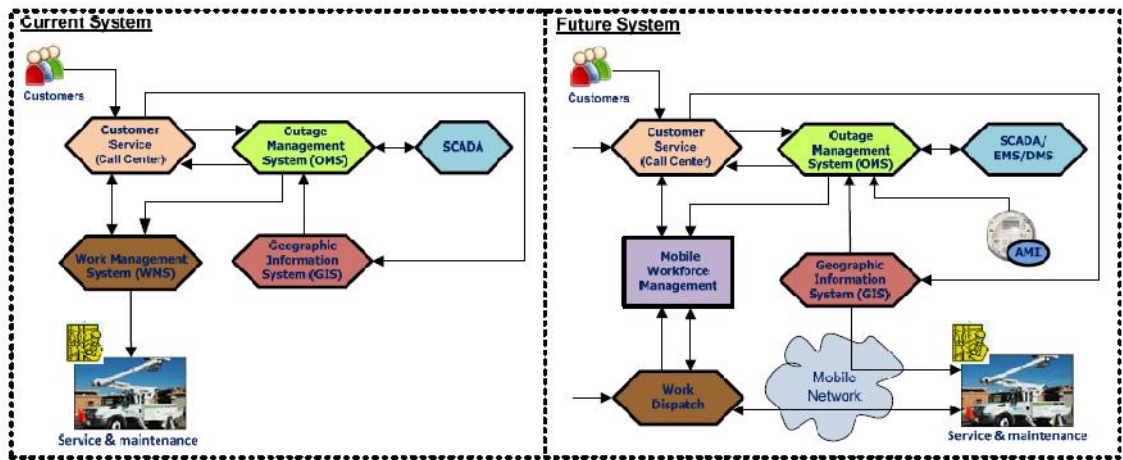 Current System
Customers
Customer
Service
(Call Center)
Outage
Management
System (OMS)
SCADA
Work Management
System (WMS)
Geographic
Information
System (GIS)
Service & maintenance
Future System
Customers
Customer
Service
(Call Center)
Outage
Management
System (OMS)
SCADA/
EMS/DMS
AMI
Mobile
Workforce
Management
Geographic
Information
System (GIS)
Work
Dispatch
Mobile
Network
Service & maintenance